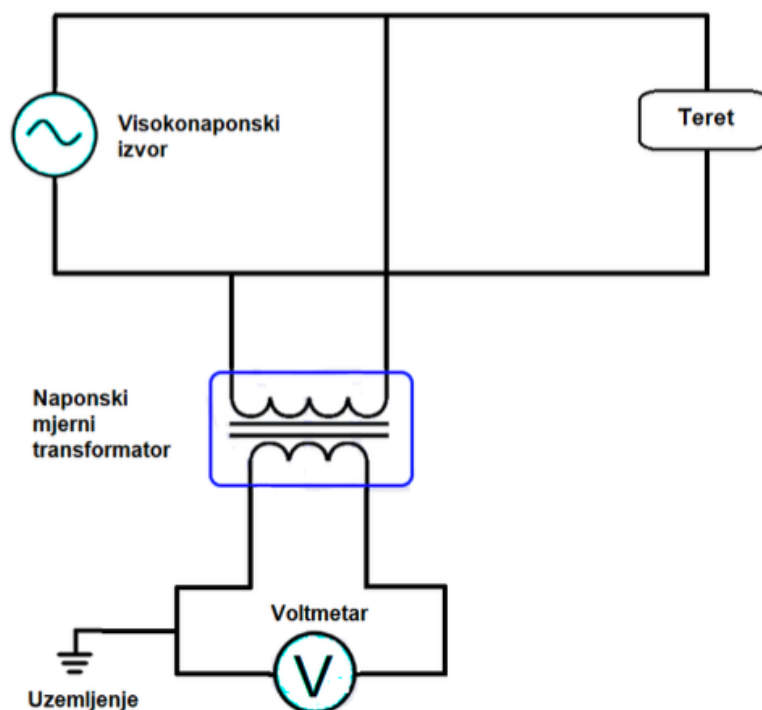 Visokonaponski
izvor
Teret
Naponski
mjerni
transformator
Voltmetar
V
Uzemljenje